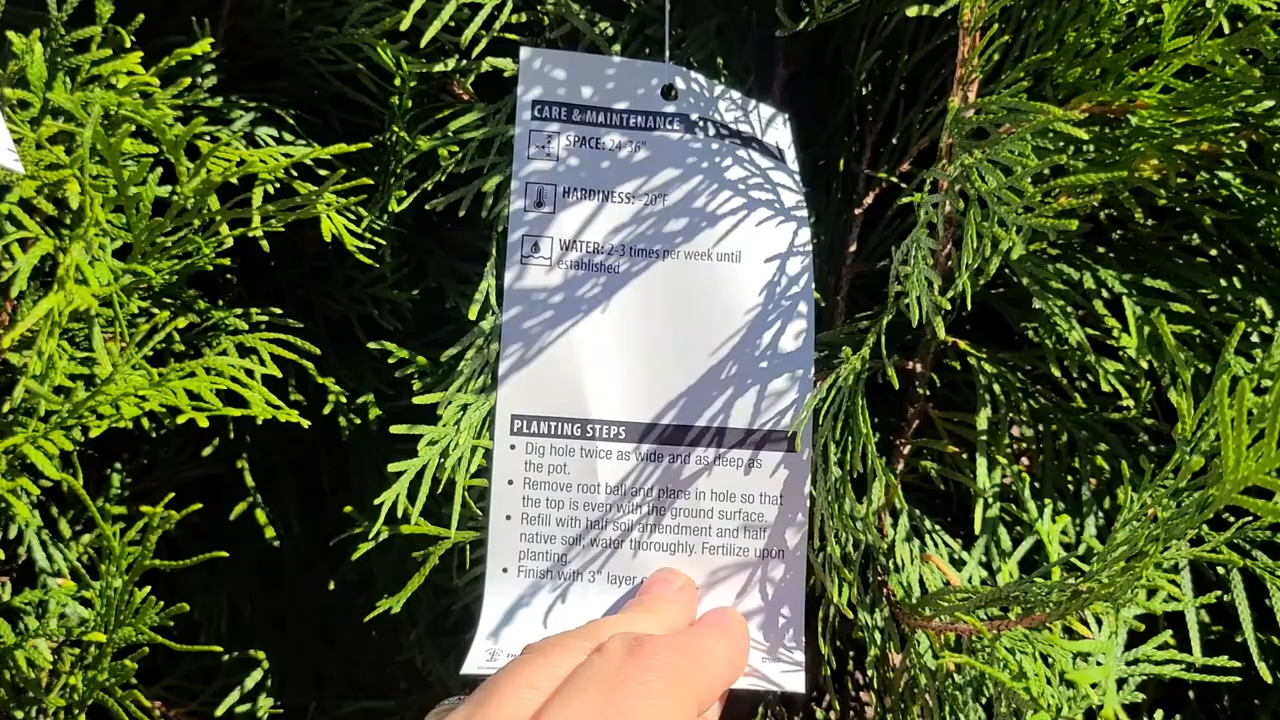 CARE & MAINTENANCE
SPACE: 24-36"
HARDINESS: -20°F
WATER: 2-3 times per week until
established
PLANTING STEPS
• Dig hole twice as wide and as deep as
the pot.
• Remove root ball and place in hole so that
the top is even with the ground surface.
• Refill with half soil amendment and half
native soil; water thoroughly. Fertilize upon
planting.
• Finish with 3" layer